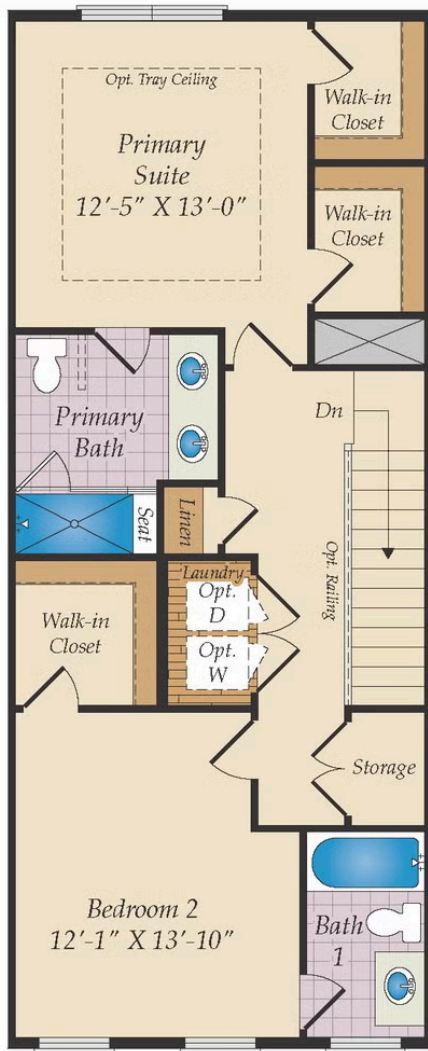 Opt. Tray Ceiling
Primary
Suite
12'-5" X 13'-0"
Walk-in
Closet
Walk-in
Closet
Primary
Bath
Dn
Seat
Linen
Opt. Railing
Laundry
Opt.
D
Opt.
W
Walk-in
Closet
Storage
Bedroom 2
12'-1" X 13'-10"
Bath
1